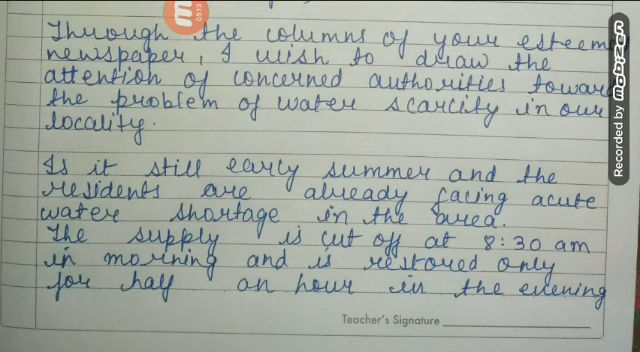 Through the columns of your esteem
newspaper, I wish to draw the
attention of concerned authorities toward
the problem of water scarcity in our
locality.
Is it still early summer and the
residents are already facing acute
water shortage in the area.
The supply is cut off at 8:30 am
in morning and is restored only
for half an hour in the evening
Teacher's Signature
05:13
Recorded by MOBIZEN